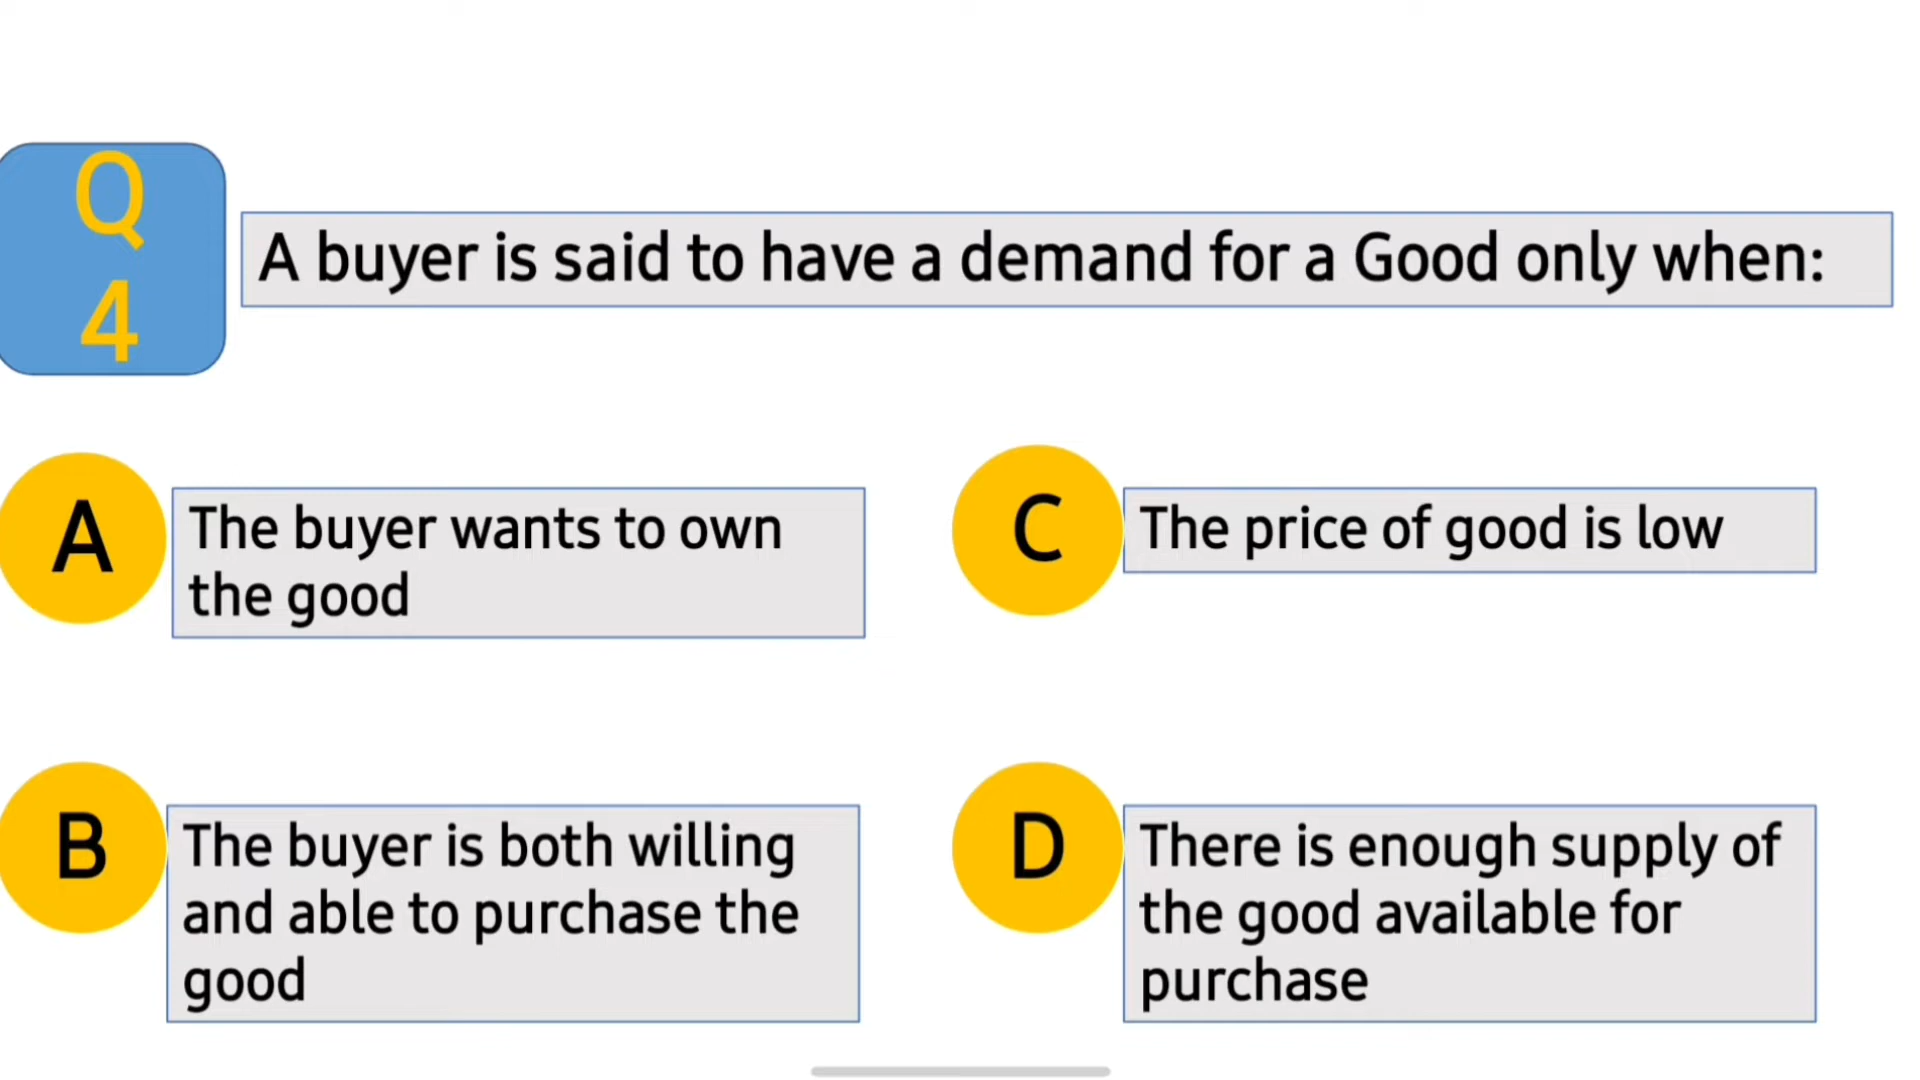 Q
4
A buyer is said to have a demand for a Good only when:
A
The buyer wants to own
the good
B
The buyer is both willing
and able to purchase the
good
C
The price of good is low
D
There is enough supply of
the good available for
purchase